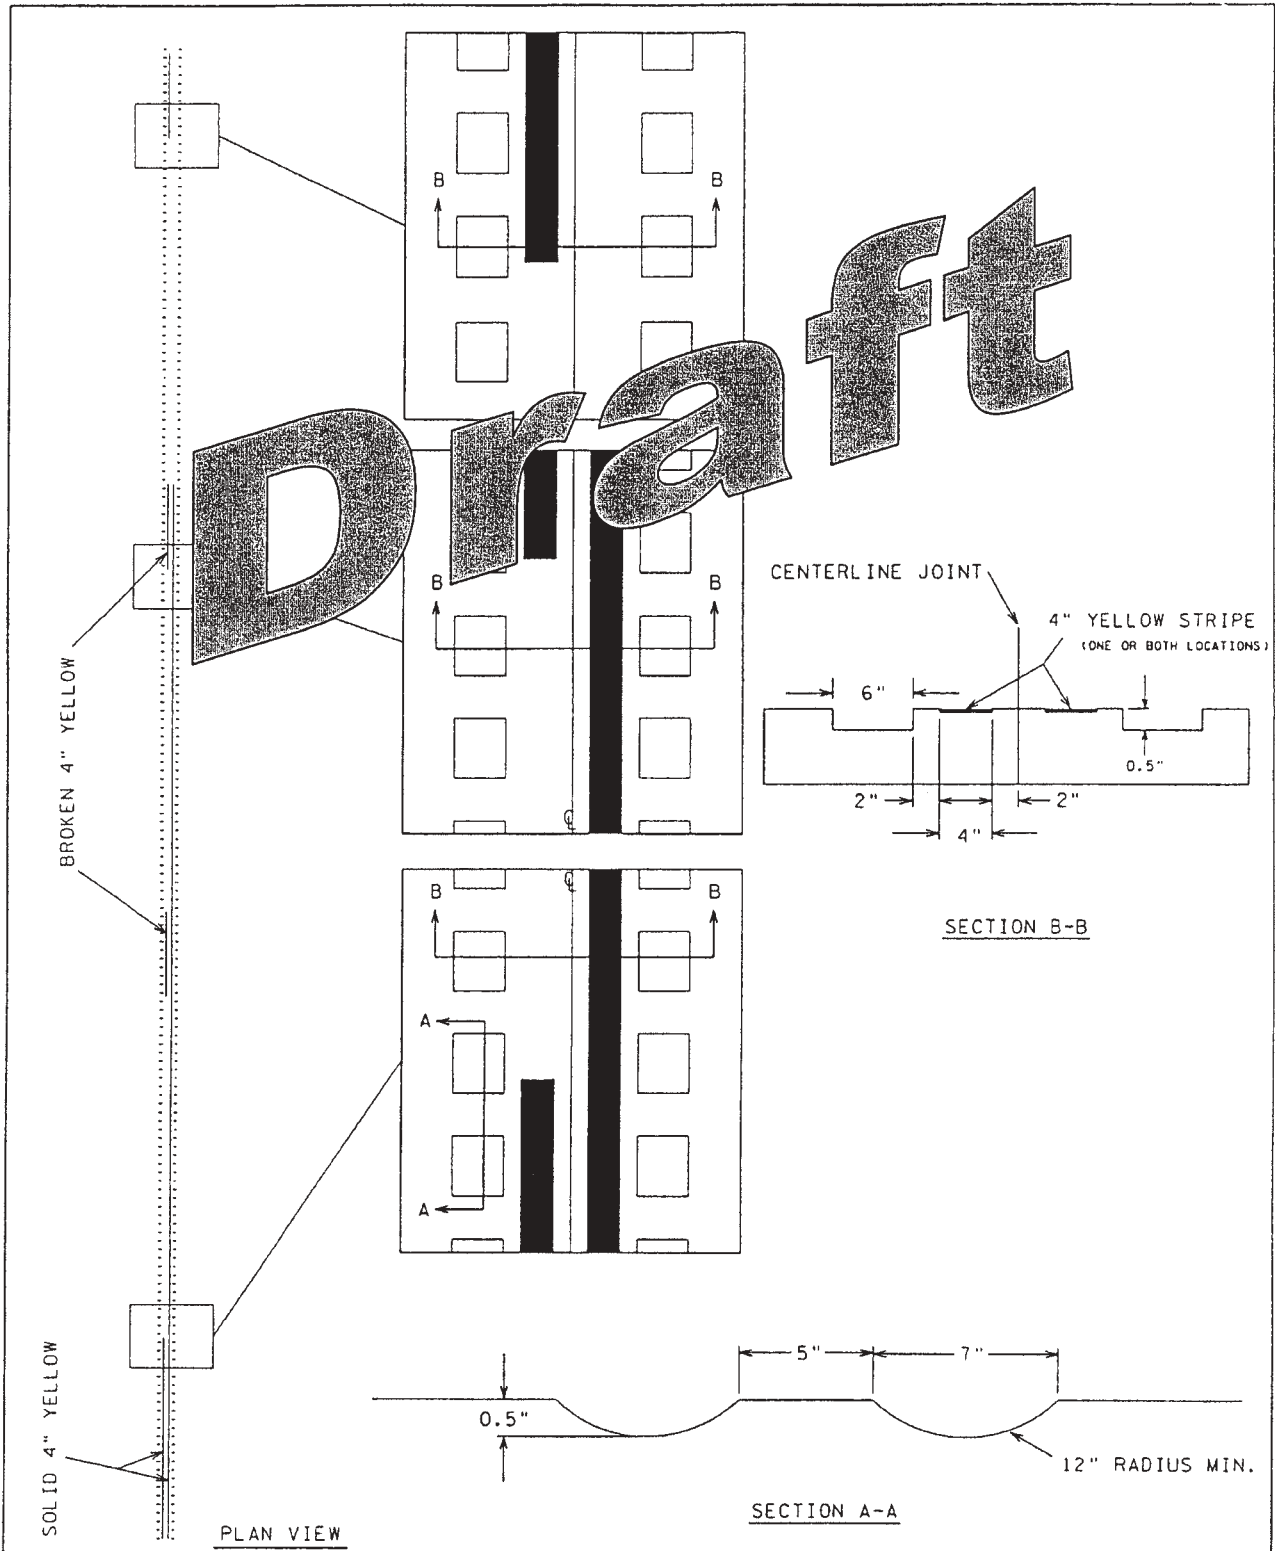 B B
Draft
B B
CENTERLINE JOINT
4" YELLOW STRIPE
(ONE OR BOTH LOCATIONS)
6"
0.5"
2" 2"
4"
SECTION B-B
BROKEN 4" YELLOW
℄
℄
B B
A
A
SOLID 4" YELLOW
5" 7"
0.5"
12" RADIUS MIN.
SECTION A-A
PLAN VIEW